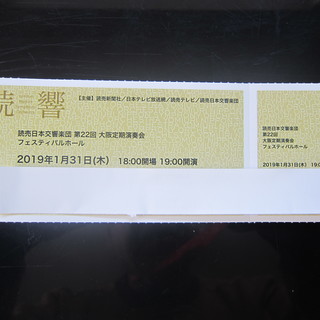 読響
【主催】読売新聞社/日本テレビ放送網/読売テレビ/読売日本交響楽団
読売日本交響楽団 第22回 大阪定期演奏会
フェスティバルホール
2019年1月31日(木) 18:00開場 19:00開演
読売日本交響楽団
第22回
大阪定期演奏会
フェスティバルホール
2019年1月31日(木) 19:0